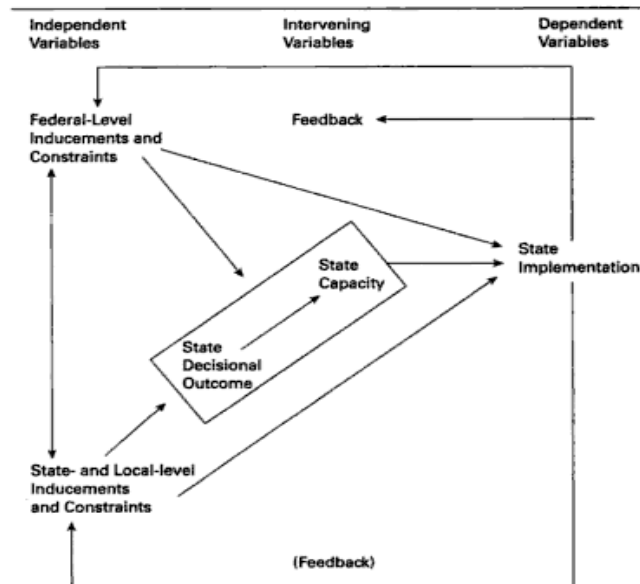 Independent
Variables
Intervening
Variables
Dependent
Variables
Federal-Level
Inducements and
Constraints
Feedback
State
Capacity
State
Implementation
State
Decisional
Outcome
State- and Local-level
Inducements
and Constraints
(Feedback)